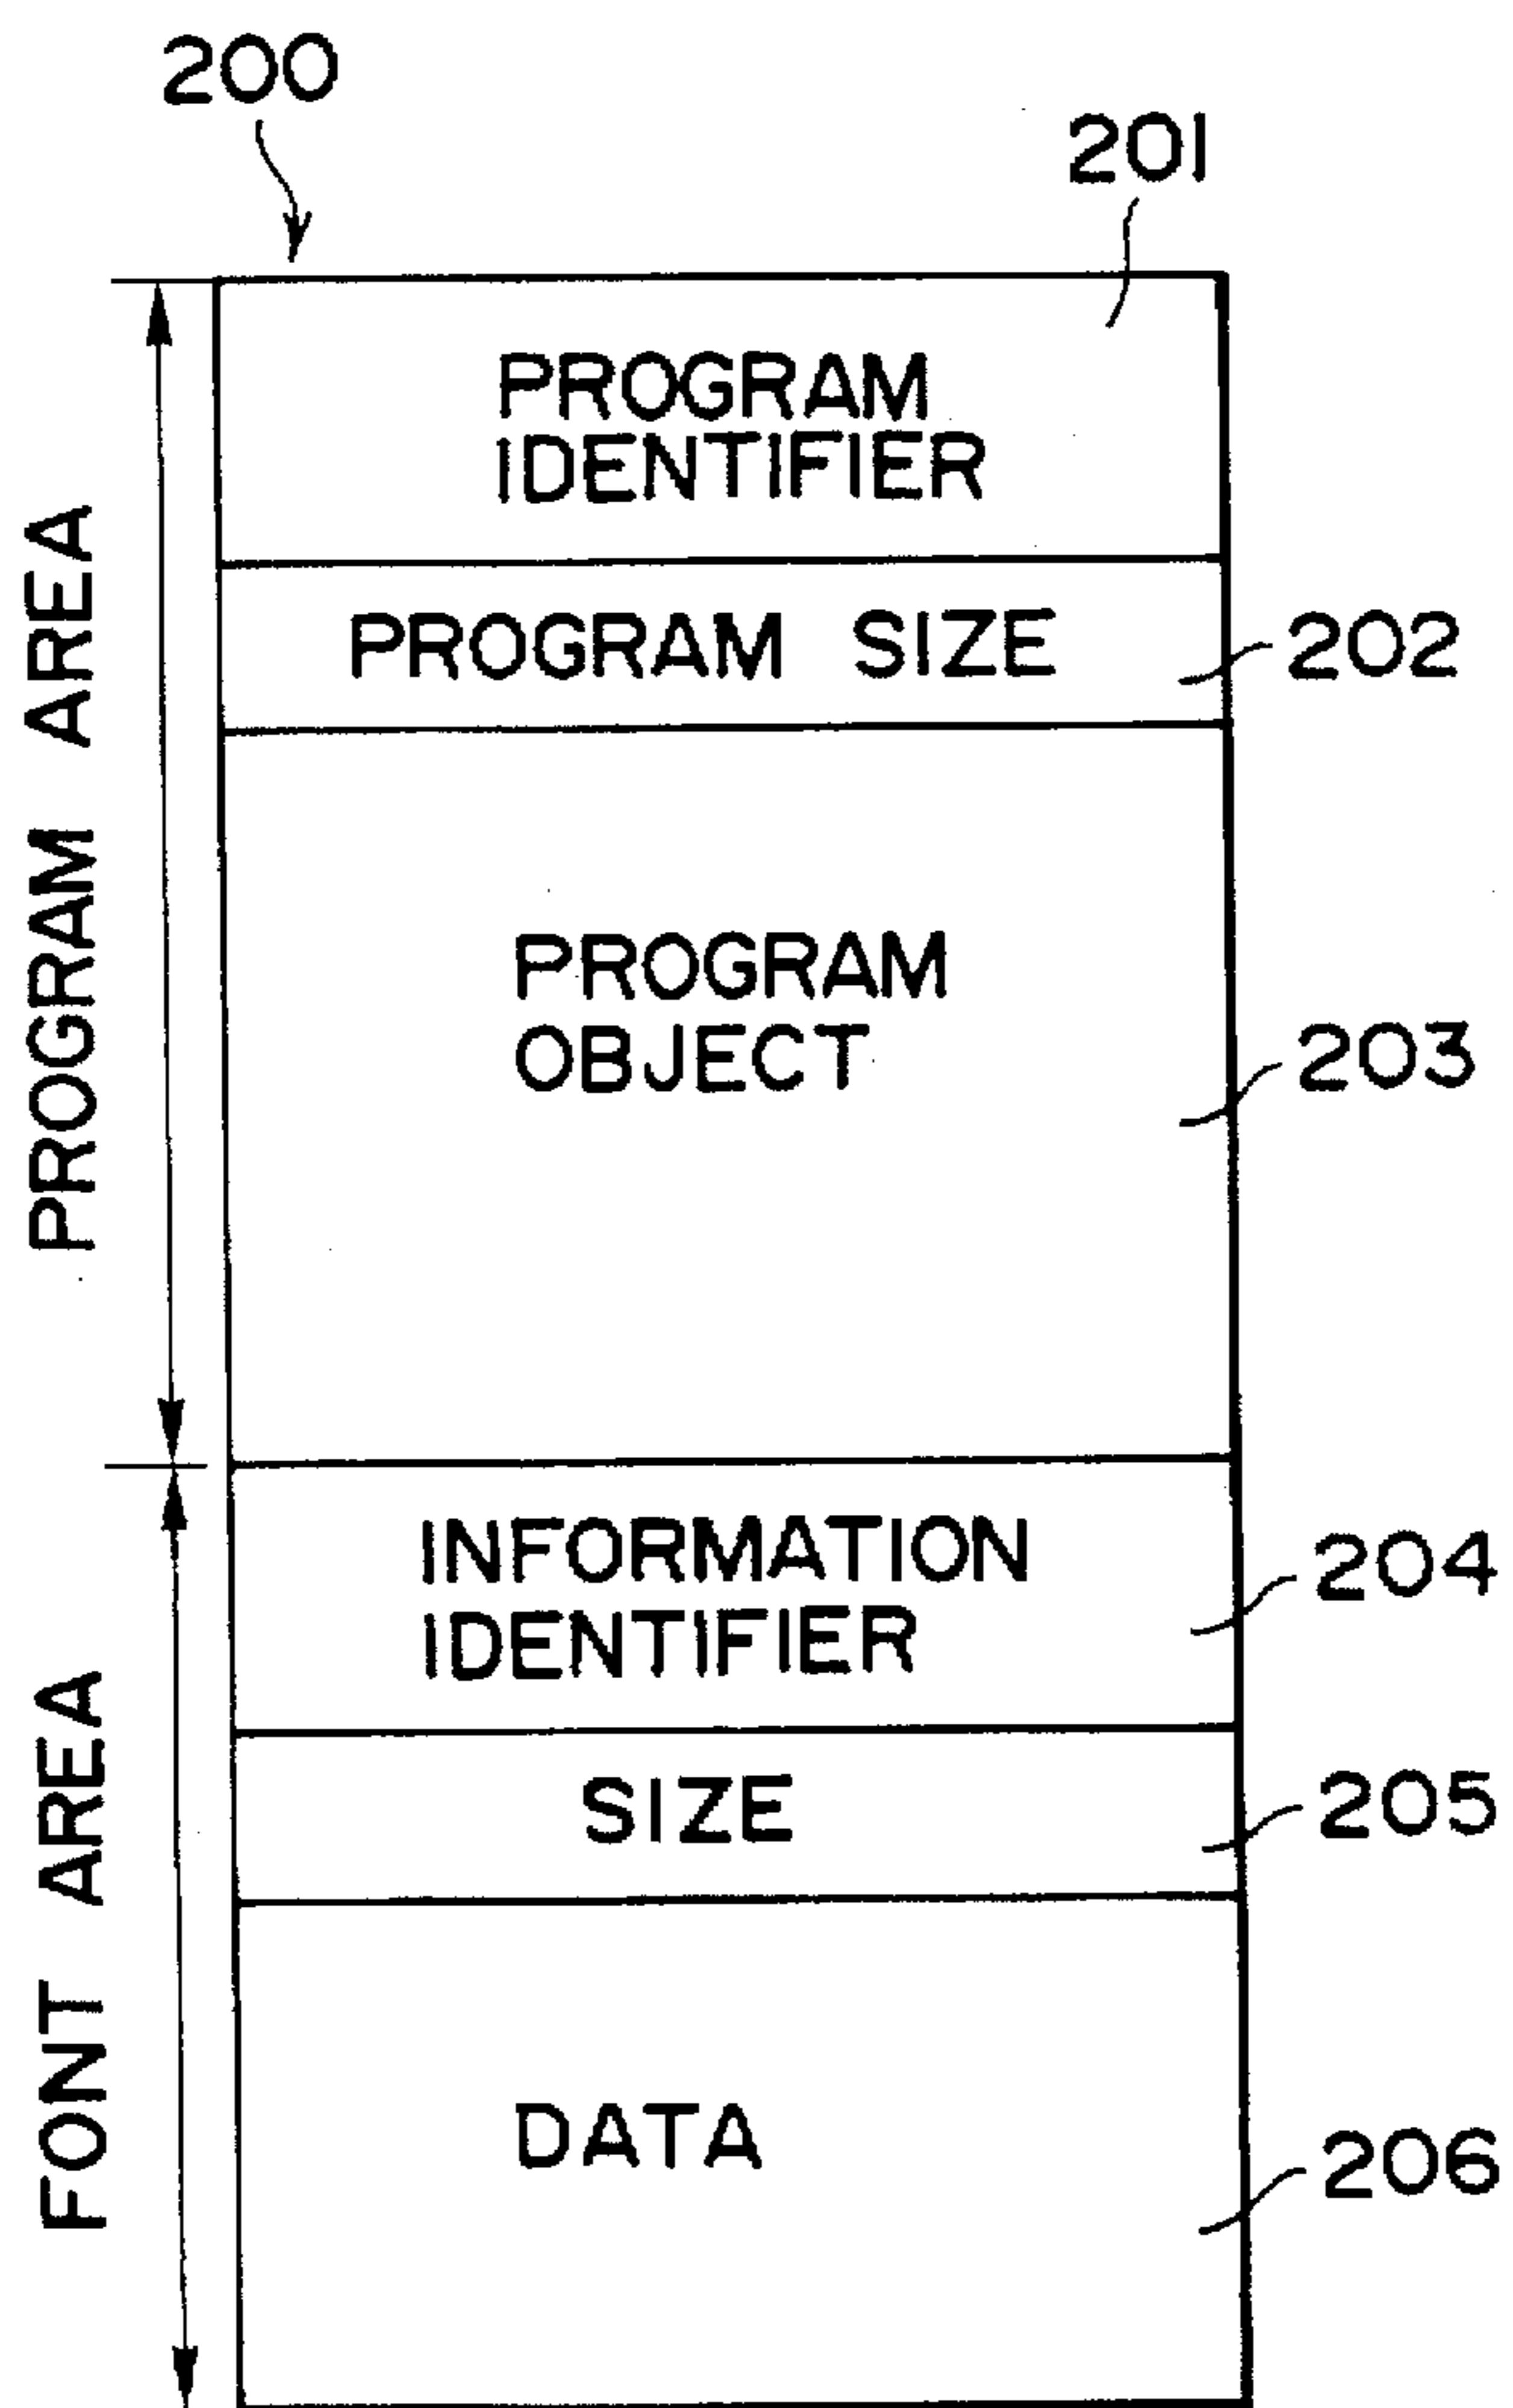 200
201
PROGRAM
IDENTIFIER
PROGRAM SIZE
202
PROGRAM AREA
PROGRAM
OBJECT
203
INFORMATION
IDENTIFIER
204
SIZE
205
FONT AREA
DATA
206